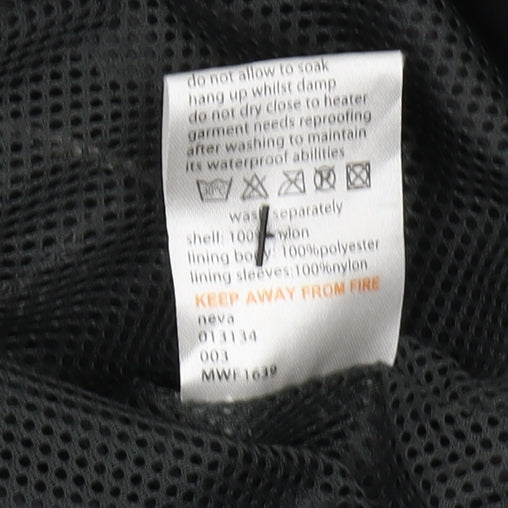 do not allow to soak
hang up whilst damp
do not dry close to heater
garment needs reproofing
after washing to maintain
its waterproof abilities
wash separately
shell: 100% nylon
lining body: 100%polyester
lining sleeves:100%nylon
KEEP AWAY FROM FIRE
neva
013134
003
MWF1639